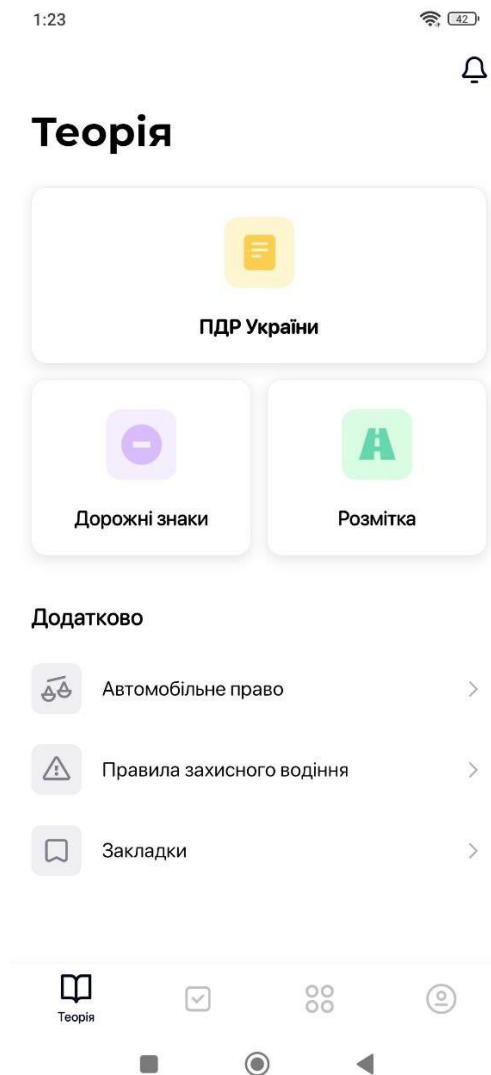 1:23
42
Теорія
ПДР України
Дорожні знаки
Розмітка
Додатково
Автомобільне право
Правила захисного водіння
Закладки
Теорія